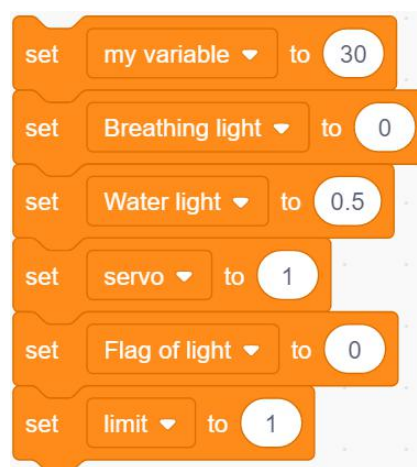 set my variable to 30
set Breathing light to 0
set Water light to 0.5
set servo to 1
set Flag of light to 0
set limit to 1